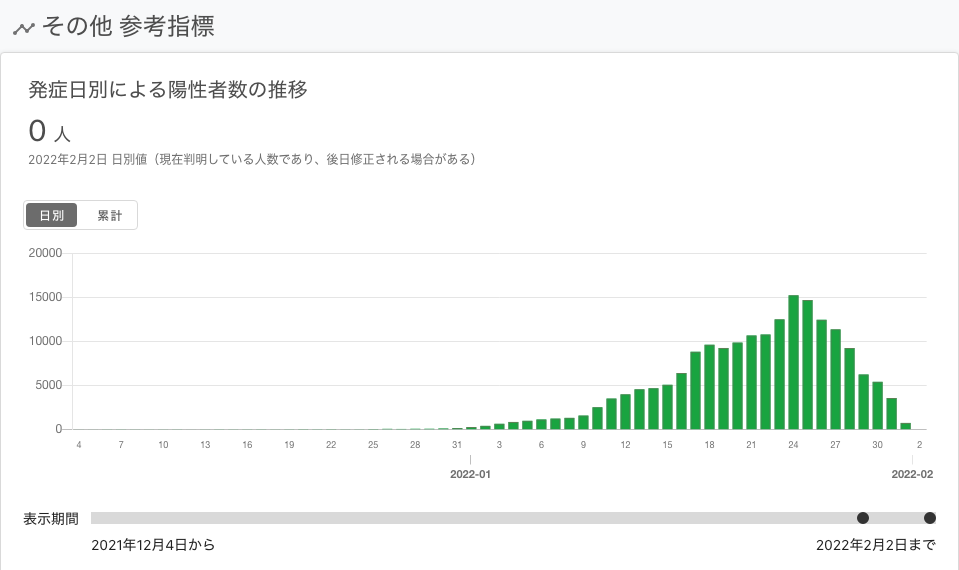 その他 参考指標
発症日別による陽性者数の推移
0 人
2022年2月2日 日別値（現在判明している人数であり、後日修正される場合がある）
日別 累計
20000
15000
10000
5000
0
4 7 10 13 16 19 22 25 28 31 3 6 9 12 15 18 21 24 27 30 2
2022-01 2022-02
表示期間
2021年12月4日から 2022年2月2日まで